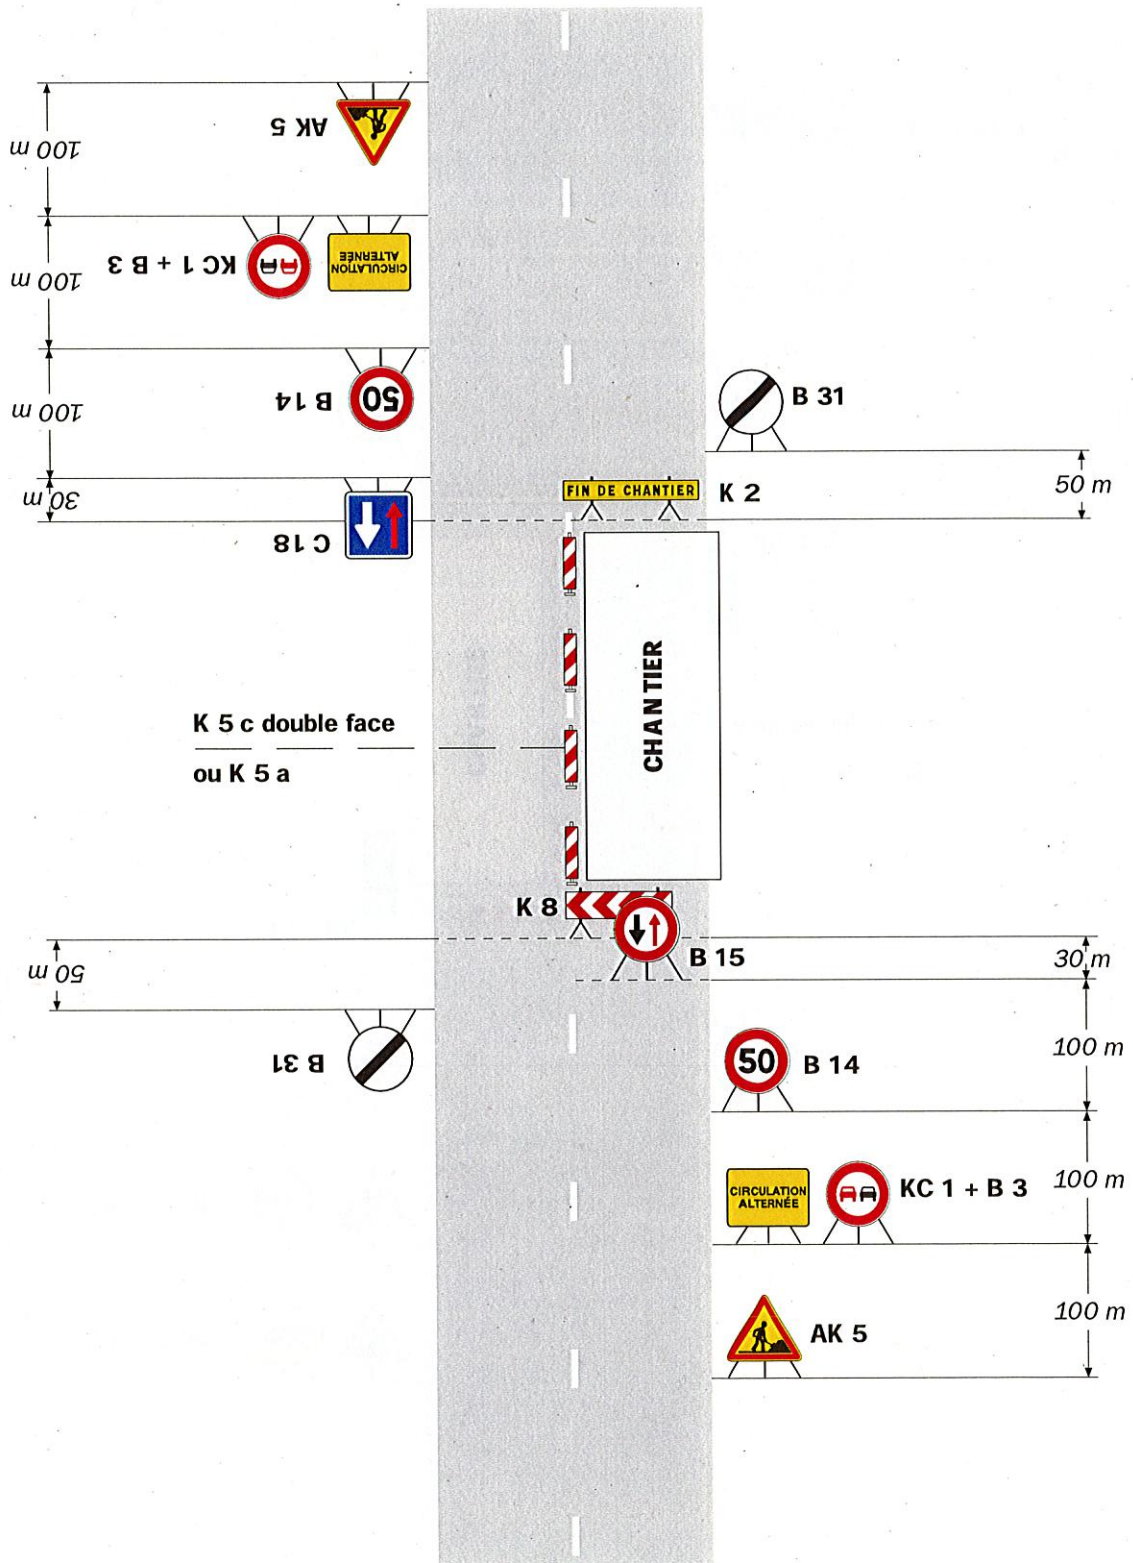 AK 5
100 m
KC 1 + B 3
CIRCULATION
ALTERNÉE
100 m
B 14
50
100 m
B 31
FIN DE CHANTIER
K 2
50 m
30 m
C 18
CHANTIER
K 5 c double face
ou K 5 a
K 8
B 15
30 m
50 m
B 31
50
B 14
100 m
CIRCULATION
ALTERNÉE
KC 1 + B 3
100 m
AK 5
100 m